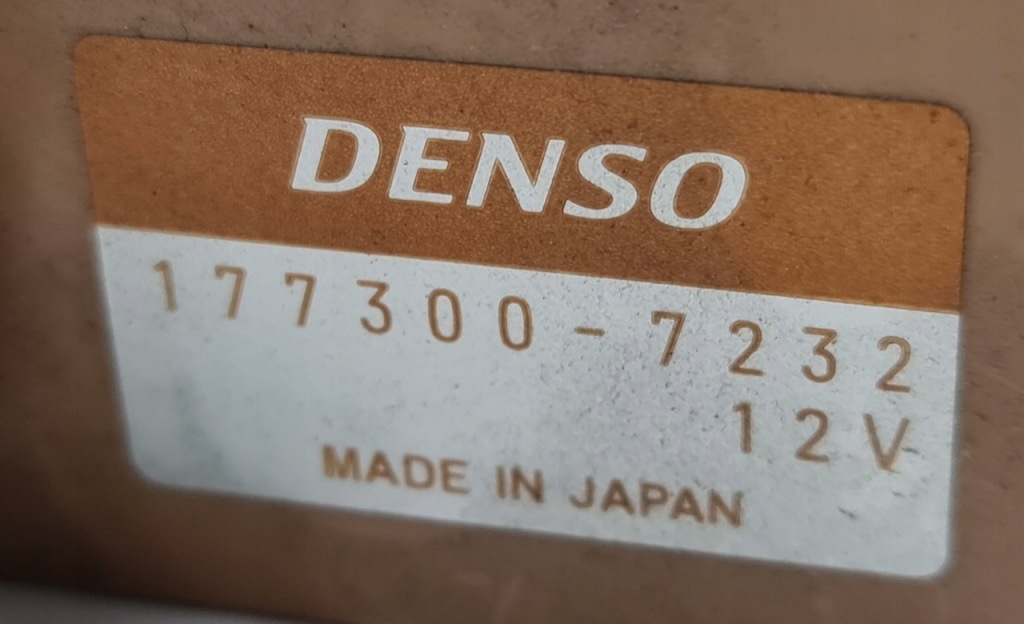 DENSO
177300-7232
12V
MADE IN JAPAN